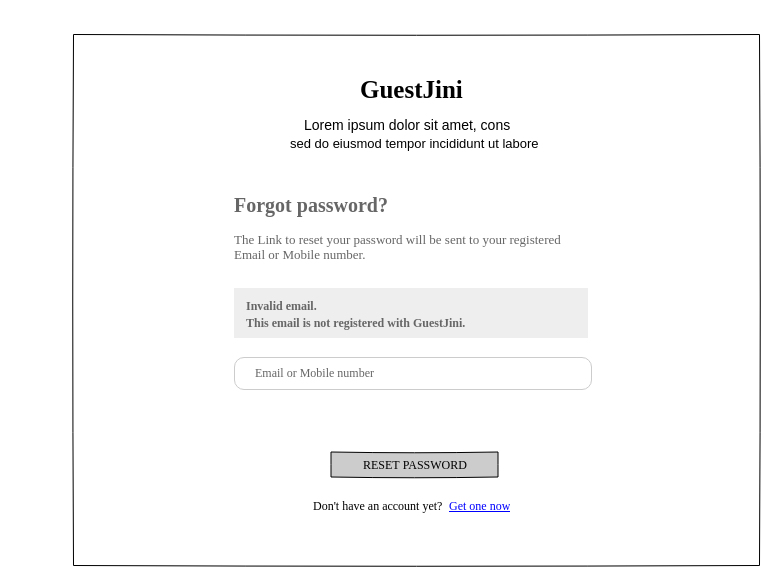 GuestJini
Lorem ipsum dolor sit amet, cons
sed do eiusmod tempor incididunt ut labore
Forgot password?
The Link to reset your password will be sent to your registered
Email or Mobile number.
Invalid email.
This email is not registered with GuestJini.
Email or Mobile number
RESET PASSWORD
Don't have an account yet? Get one now